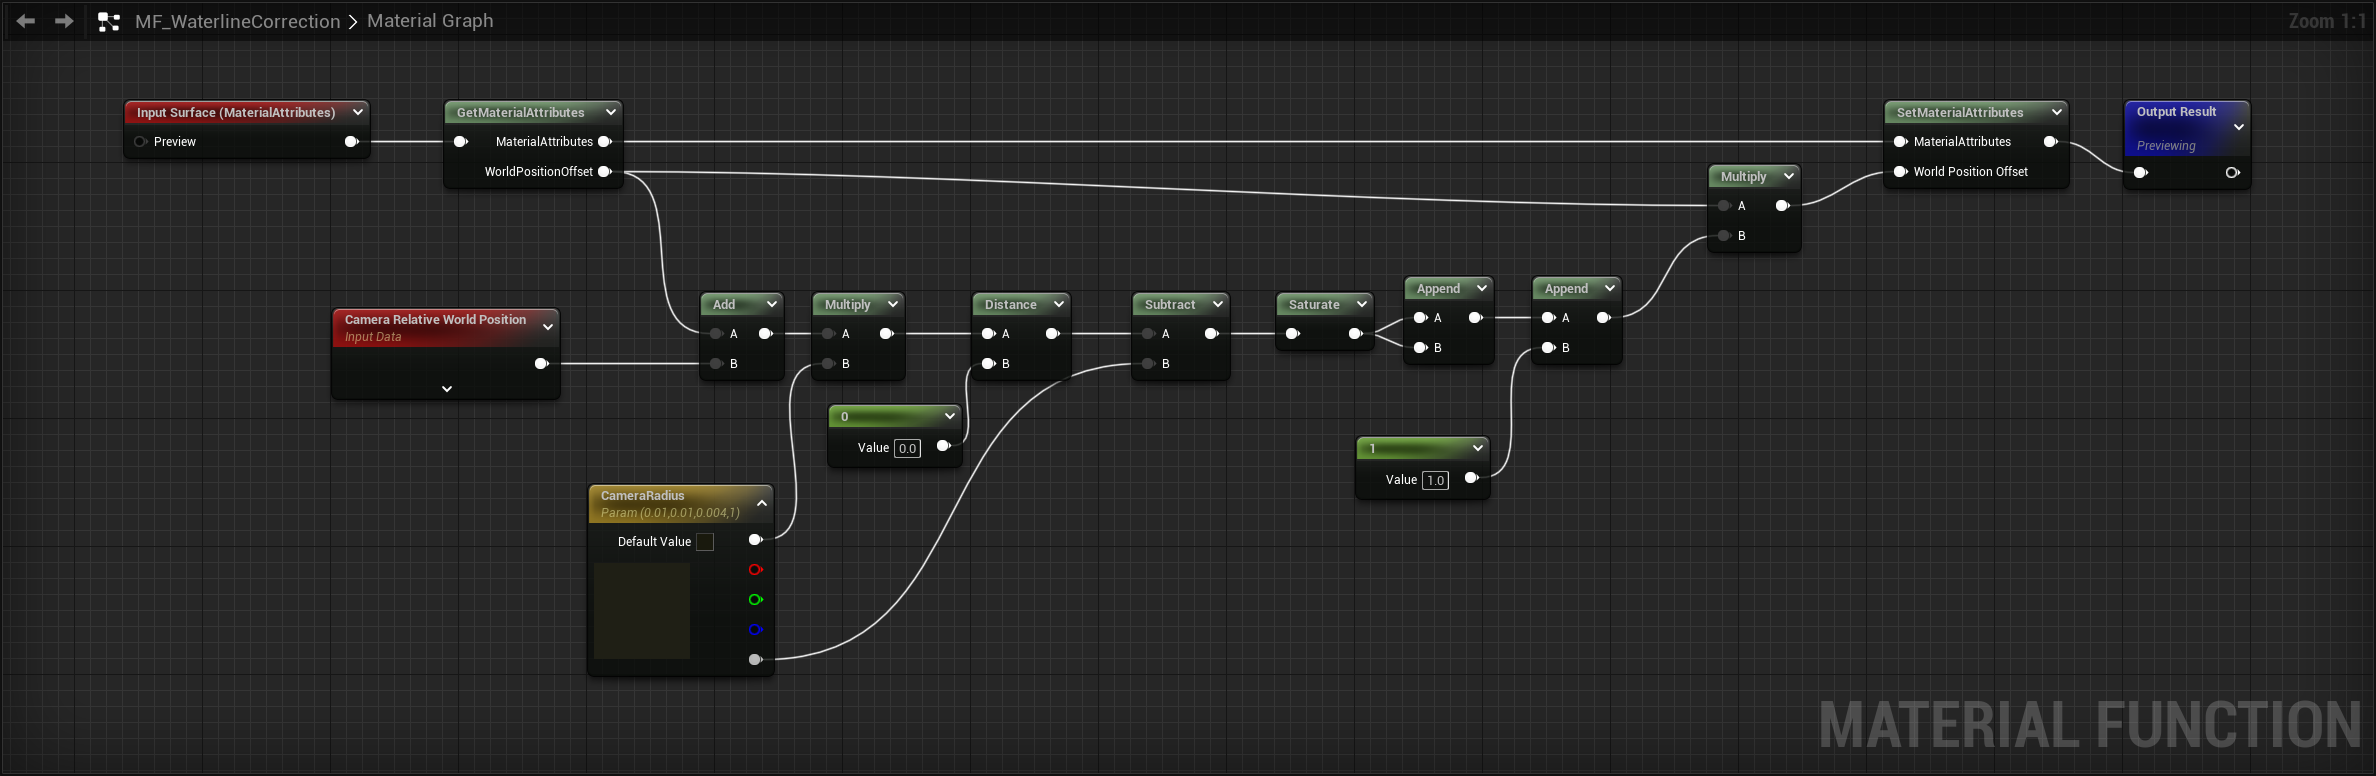 MF_WaterlineCorrection > Material Graph
Zoom 1:1
Input Surface (MaterialAttributes)
Preview
GetMaterialAttributes
MaterialAttributes
WorldPositionOffset
SetMaterialAttributes
MaterialAttributes
World Position Offset
Output Result
Previewing
Multiply
A
B
Camera Relative World Position
Input Data
Add
A
B
Multiply
A
B
Distance
A
B
Subtract
A
B
Saturate
Append
A
B
Append
A
B
0
Value 0.0
1
Value 1.0
CameraRadius
Param (0.01,0.01,0.004,1)
Default Value
MATERIAL FUNCTION